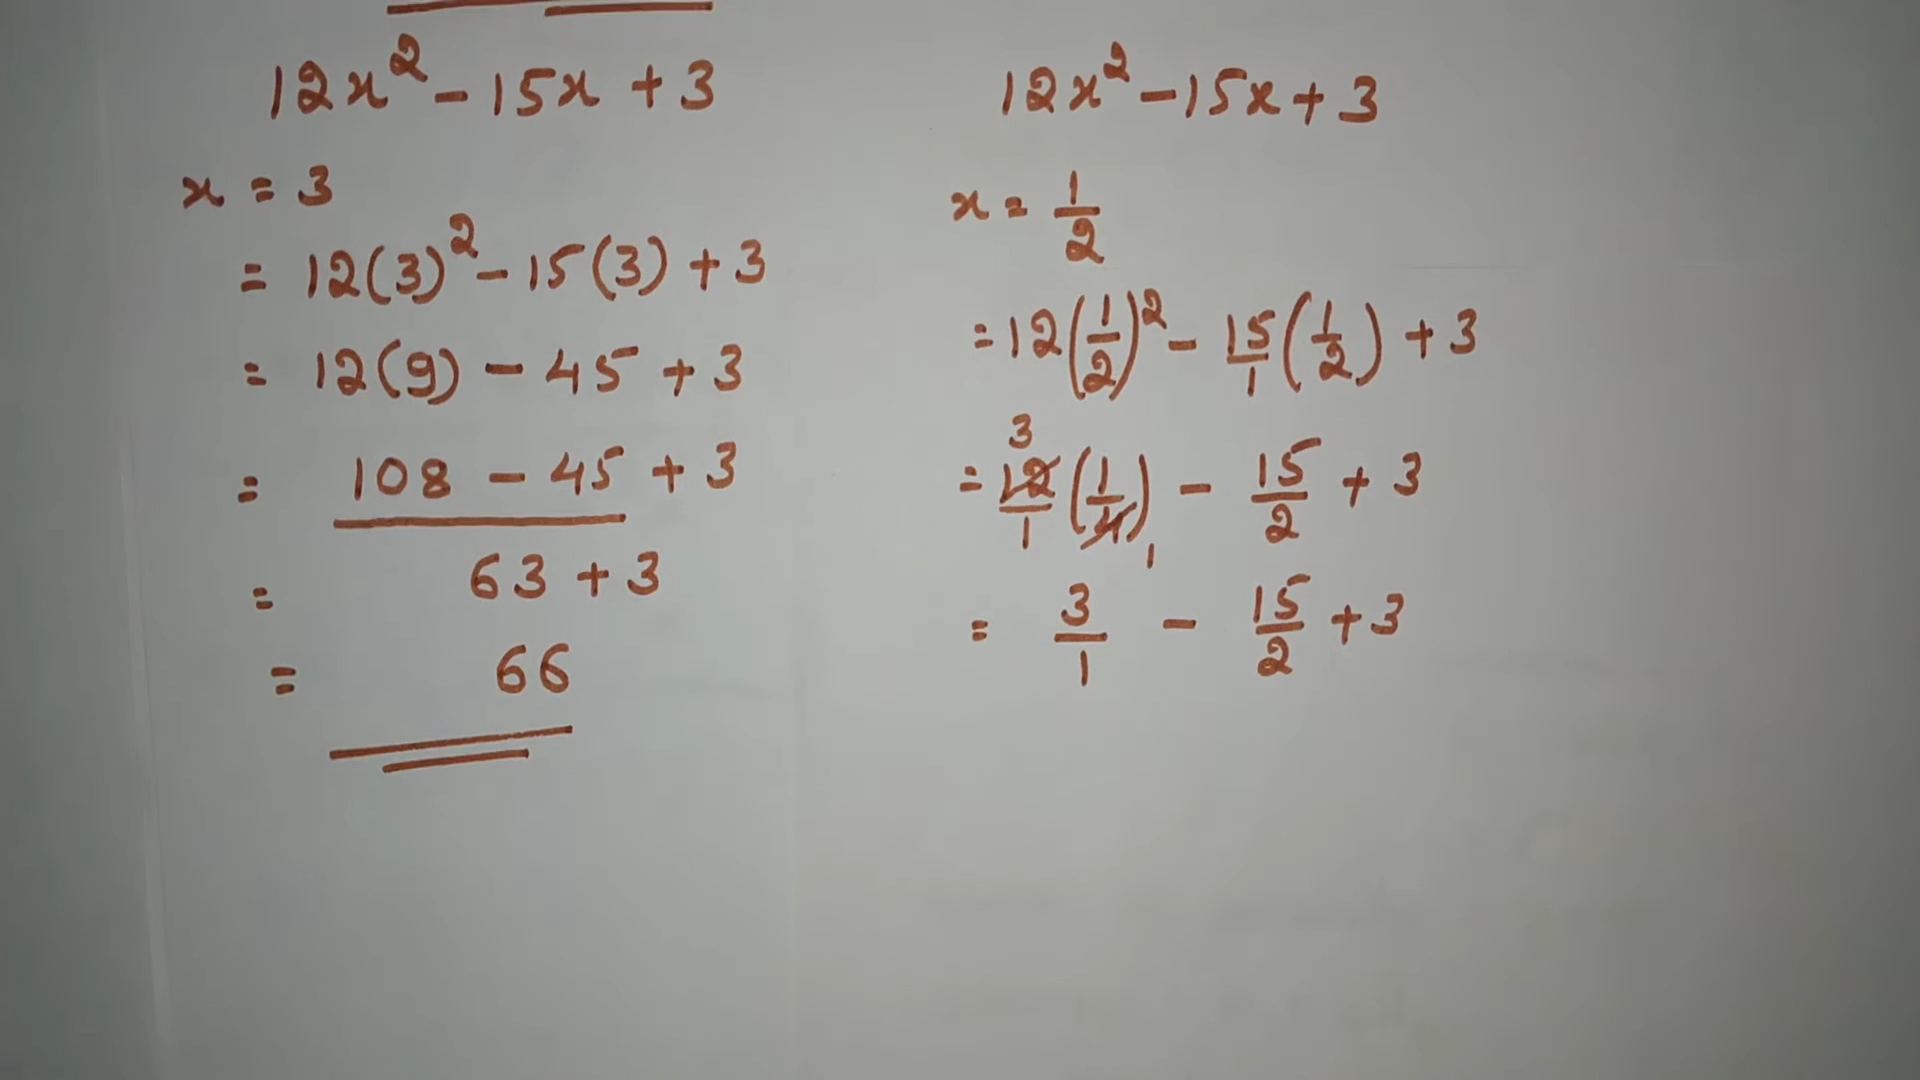 12x² - 15x + 3
x = 3
= 12(3)² - 15(3) + 3
= 12(9) - 45 + 3
= 108 - 45 + 3
= 63 + 3
= 66
12x² - 15x + 3
x = 1/2
= 12(1/2)² - 15/1(1/2) + 3
= 3 12/1(1/4) 1 - 15/2 + 3
= 3/1 - 15/2 + 3